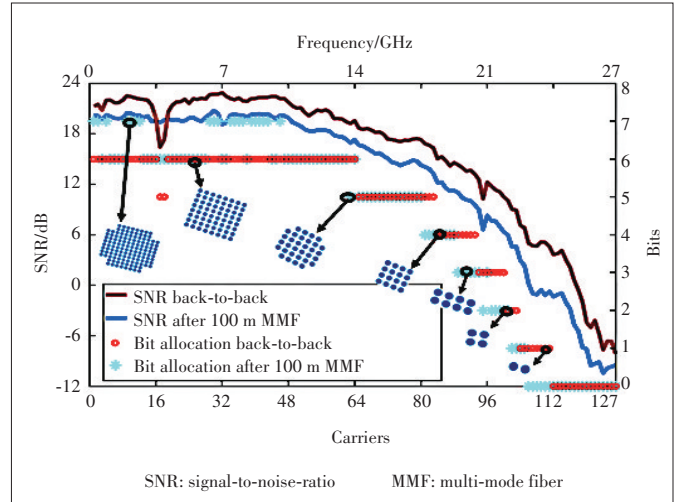 Frequency/GHz
0 7 14 21 27
24 8
18 7
12 6
6 5
0 4
-6 3
-12 2
1
0
SNR/dB
Bits
SNR back-to-back
SNR after 100 m MMF
Bit allocation back-to-back
Bit allocation after 100 m MMF
0 16 32 48 64 80 96 112 127
Carriers
SNR: signal-to-noise-ratio MMF: multi-mode fiber